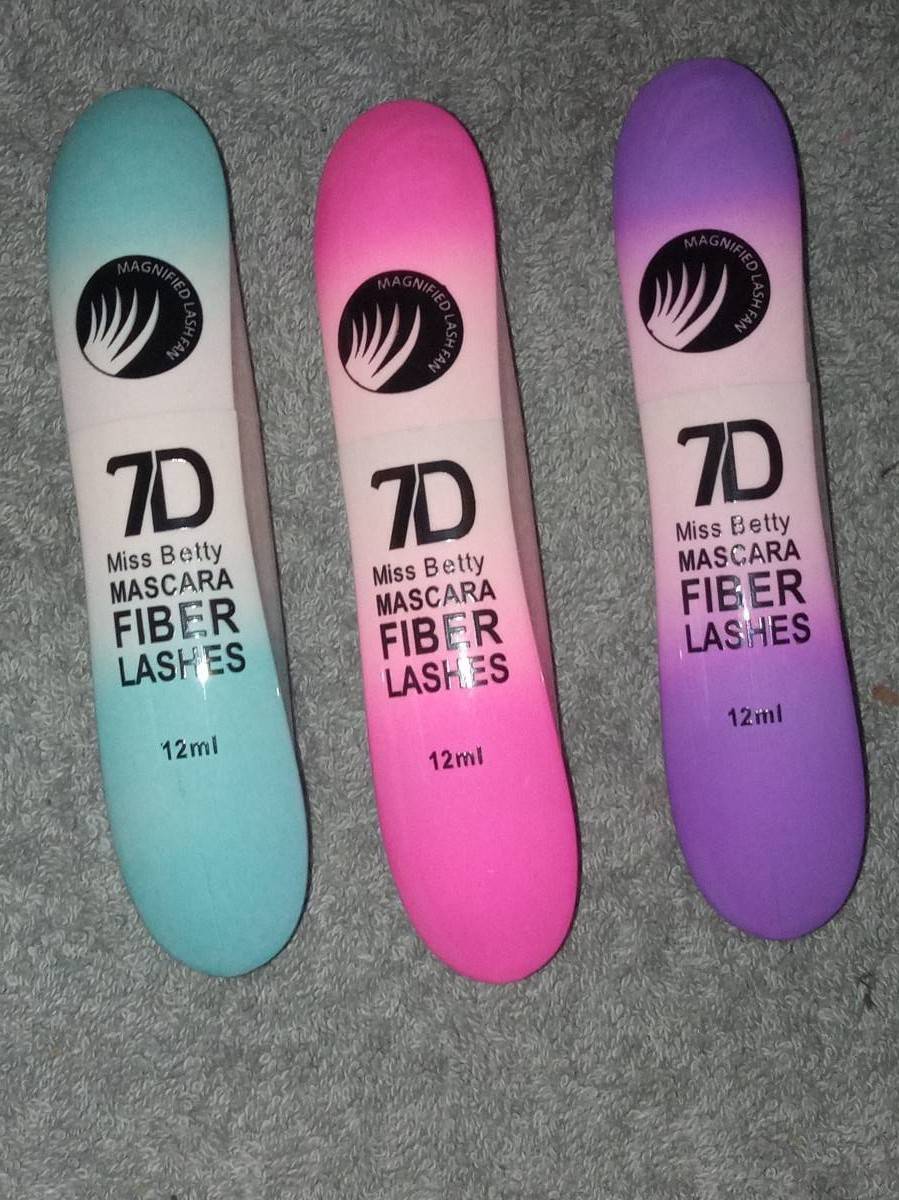 MAGNIFIED LASH FAN
7D
Miss Betty
MASCARA
FIBER
LASHES
12ml
MAGNIFIED LASH FAN
7D
Miss Betty
MASCARA
FIBER
LASHES
12ml
MAGNIFIED LASH FAN
7D
Miss Betty
MASCARA
FIBER
LASHES
12ml